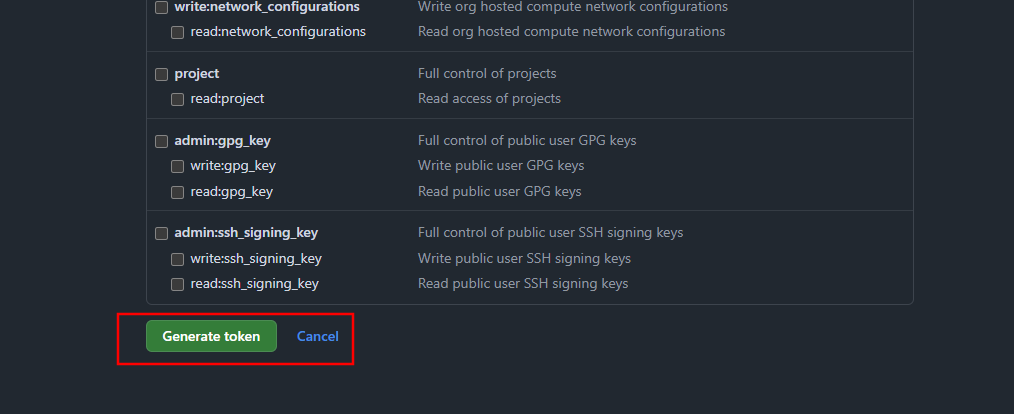 write:network_configurations Write org hosted compute network configurations
read:network_configurations Read org hosted compute network configurations
project Full control of projects
read:project Read access of projects
admin:gpg_key Full control of public user GPG keys
write:gpg_key Write public user GPG keys
read:gpg_key Read public user GPG keys
admin:ssh_signing_key Full control of public user SSH signing keys
write:ssh_signing_key Write public user SSH signing keys
read:ssh_signing_key Read public user SSH signing keys
Generate token Cancel